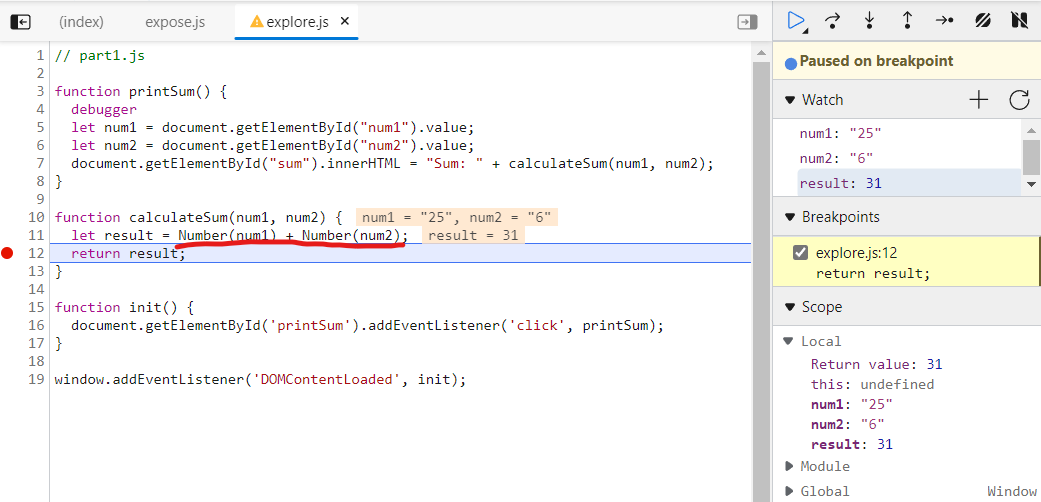 (index) expose.js explore.js
1 // part1.js
2
3 function printSum() {
4   debugger
5   let num1 = document.getElementById("num1").value;
6   let num2 = document.getElementById("num2").value;
7   document.getElementById("sum").innerHTML = "Sum: " + calculateSum(num1, num2);
8 }
9
10 function calculateSum(num1, num2) { num1 = "25", num2 = "6"
11   let result = Number(num1) + Number(num2); result = 31
12   return result;
13 }
14
15 function init() {
16   document.getElementById('printSum').addEventListener('click', printSum);
17 }
18
19 window.addEventListener('DOMContentLoaded', init);
Paused on breakpoint
Watch
num1: "25"
num2: "6"
result: 31
Breakpoints
explore.js:12
return result;
Scope
Local
Return value: 31
this: undefined
num1: "25"
num2: "6"
result: 31
Module
Global Window